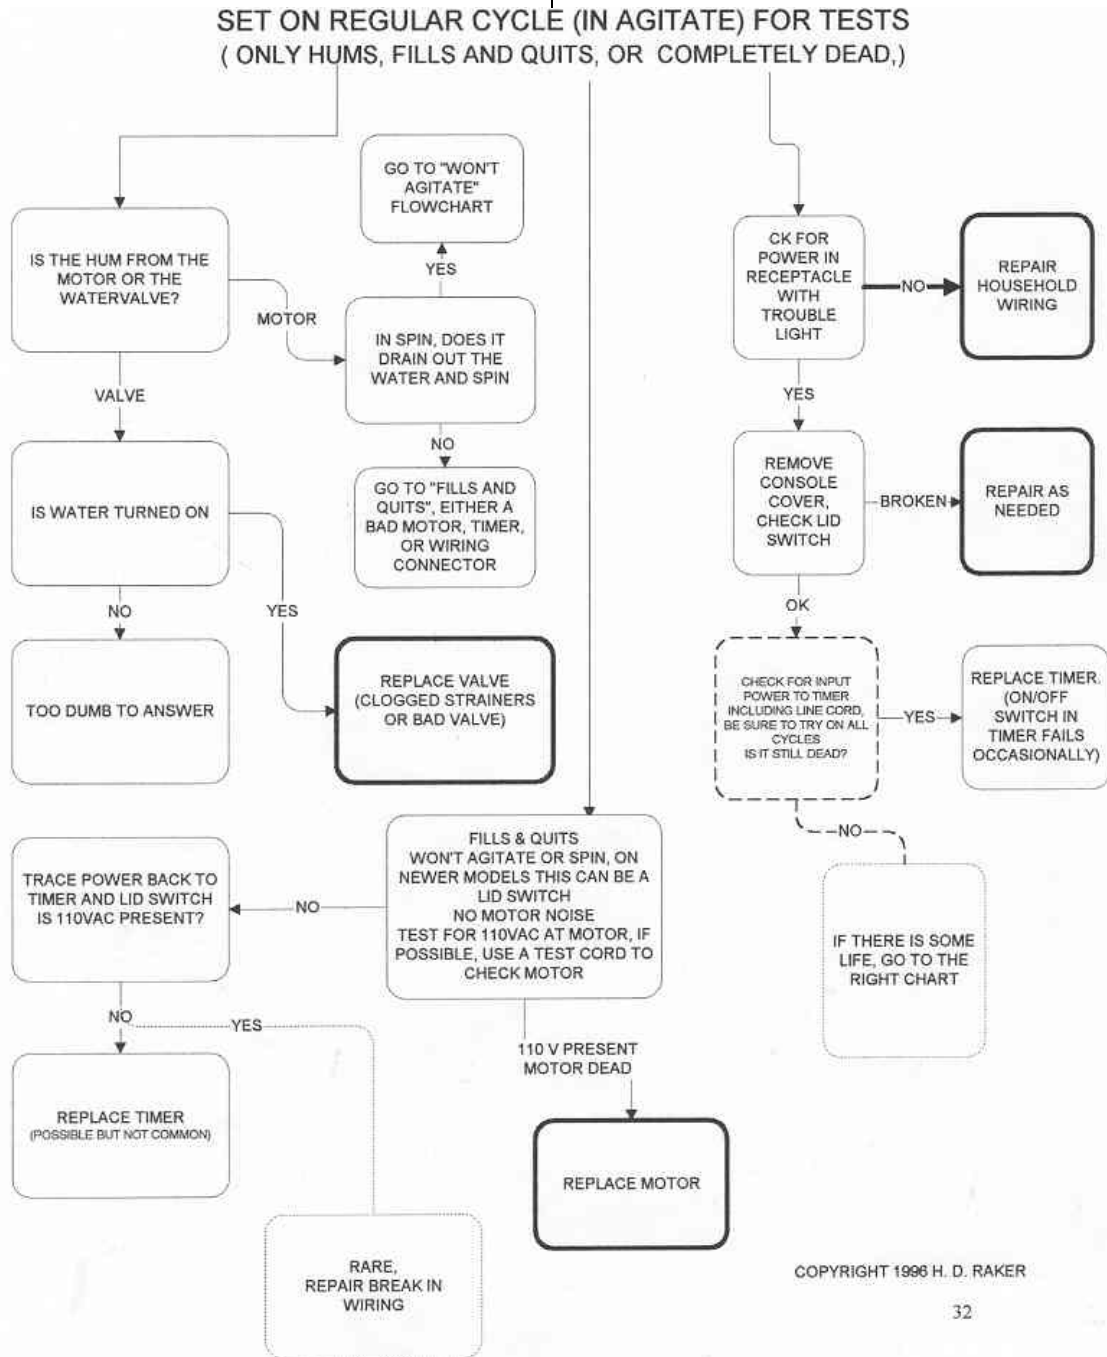 SET ON REGULAR CYCLE (IN AGITATE) FOR TESTS
( ONLY HUMS, FILLS AND QUITS, OR COMPLETELY DEAD,)
IS THE HUM FROM THE
MOTOR OR THE
WATERVALVE?
MOTOR
VALVE
GO TO "WON'T
AGITATE"
FLOWCHART
YES
IN SPIN, DOES IT
DRAIN OUT THE
WATER AND SPIN
NO
GO TO "FILLS AND
QUITS", EITHER A
BAD MOTOR, TIMER,
OR WIRING
CONNECTOR
IS WATER TURNED ON
NO
YES
TOO DUMB TO ANSWER
REPLACE VALVE
(CLOGGED STRAINERS
OR BAD VALVE)
CK FOR
POWER IN
RECEPTACLE
WITH
TROUBLE
LIGHT
NO
REPAIR
HOUSEHOLD
WIRING
YES
REMOVE
CONSOLE
COVER,
CHECK LID
SWITCH
BROKEN
REPAIR AS
NEEDED
OK
CHECK FOR INPUT
POWER TO TIMER
INCLUDING LINE CORD,
BE SURE TO TRY ON ALL
CYCLES
IS IT STILL DEAD?
YES
REPLACE TIMER.
(ON/OFF
SWITCH IN
TIMER FAILS
OCCASIONALLY)
NO
IF THERE IS SOME
LIFE, GO TO THE
RIGHT CHART
FILLS & QUITS
WON'T AGITATE OR SPIN, ON
NEWER MODELS THIS CAN BE A
LID SWITCH
NO MOTOR NOISE
TEST FOR 110VAC AT MOTOR, IF
POSSIBLE, USE A TEST CORD TO
CHECK MOTOR
NO
TRACE POWER BACK TO
TIMER AND LID SWITCH
IS 110VAC PRESENT?
NO
YES
REPLACE TIMER
(POSSIBLE BUT NOT COMMON)
110 V PRESENT
MOTOR DEAD
REPLACE MOTOR
RARE,
REPAIR BREAK IN
WIRING
COPYRIGHT 1996 H. D. RAKER
32